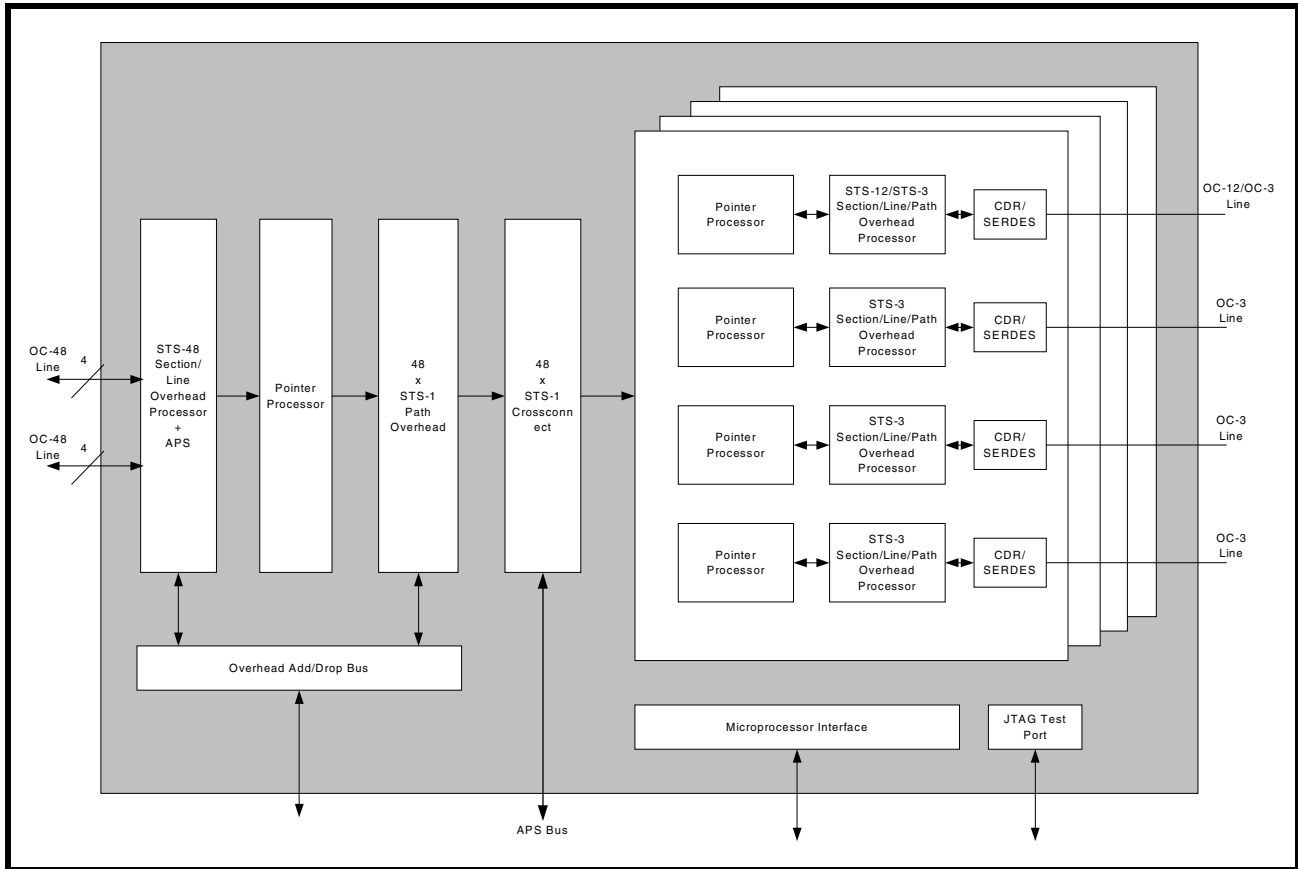 OC-48
Line
4
OC-48
Line
4
STS-48
Section/
Line
Overhead
Processor
+
APS
Pointer
Processor
48
x
STS-1
Path
Overhead
48
x
STS-1
Crossconn
ect
Pointer
Processor
STS-12/STS-3
Section/Line/Path
Overhead
Processor
CDR/
SERDES
OC-12/OC-3
Line
Pointer
Processor
STS-3
Section/Line/Path
Overhead
Processor
CDR/
SERDES
OC-3
Line
Pointer
Processor
STS-3
Section/Line/Path
Overhead
Processor
CDR/
SERDES
OC-3
Line
Pointer
Processor
STS-3
Section/Line/Path
Overhead
Processor
CDR/
SERDES
OC-3
Line
Overhead Add/Drop Bus
Microprocessor Interface
JTAG Test
Port
APS Bus